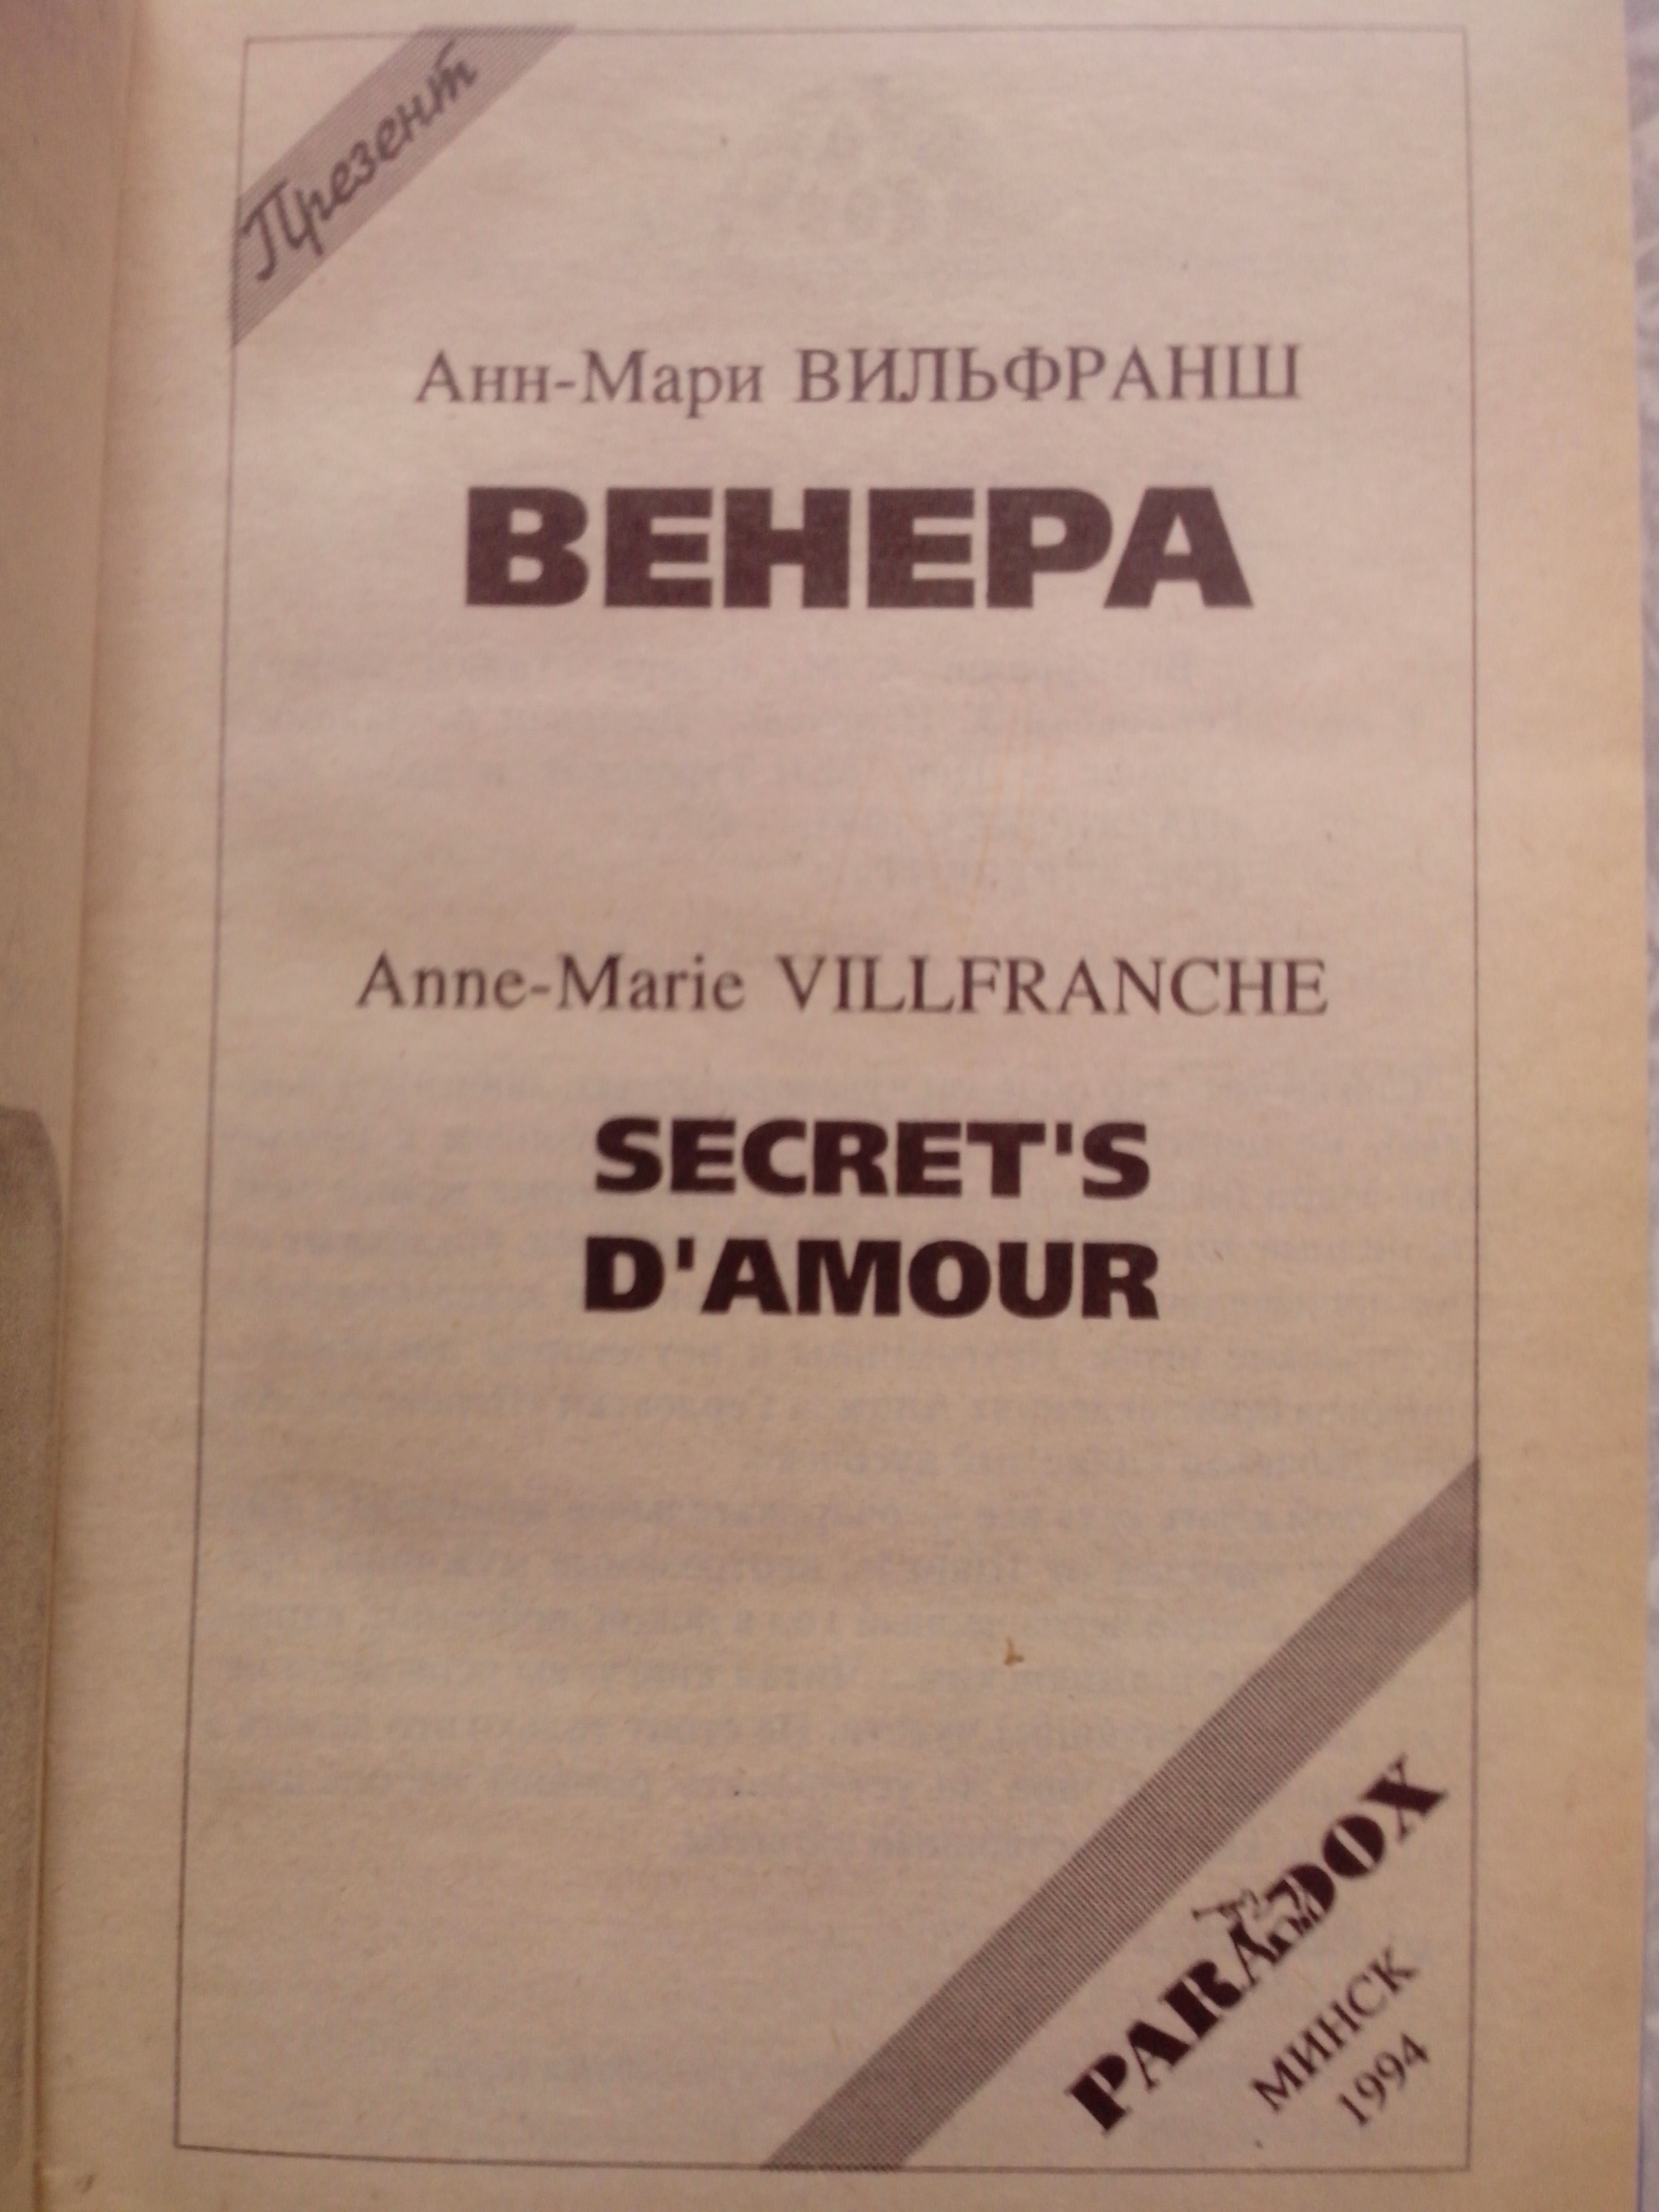 Презент
Анн-Мари ВИЛЬФРАНШ
ВЕНЕРА
Anne-Marie VILLFRANCHE
SECRET'S
D'AMOUR
PARADOX
МИНСК
1994